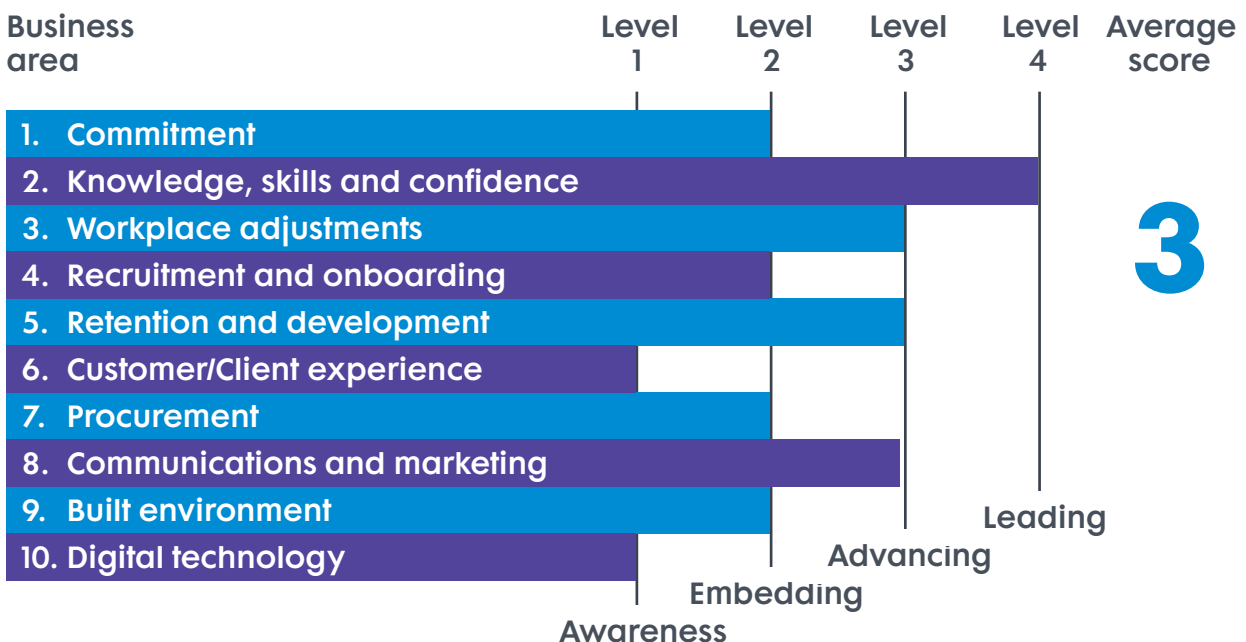 Business area
Level 1
Level 2
Level 3
Level 4
Average score
1. Commitment
2. Knowledge, skills and confidence
3. Workplace adjustments
4. Recruitment and onboarding
5. Retention and development
6. Customer/Client experience
7. Procurement
8. Communications and marketing
9. Built environment
10. Digital technology
3
Leading
Advancing
Embedding
Awareness